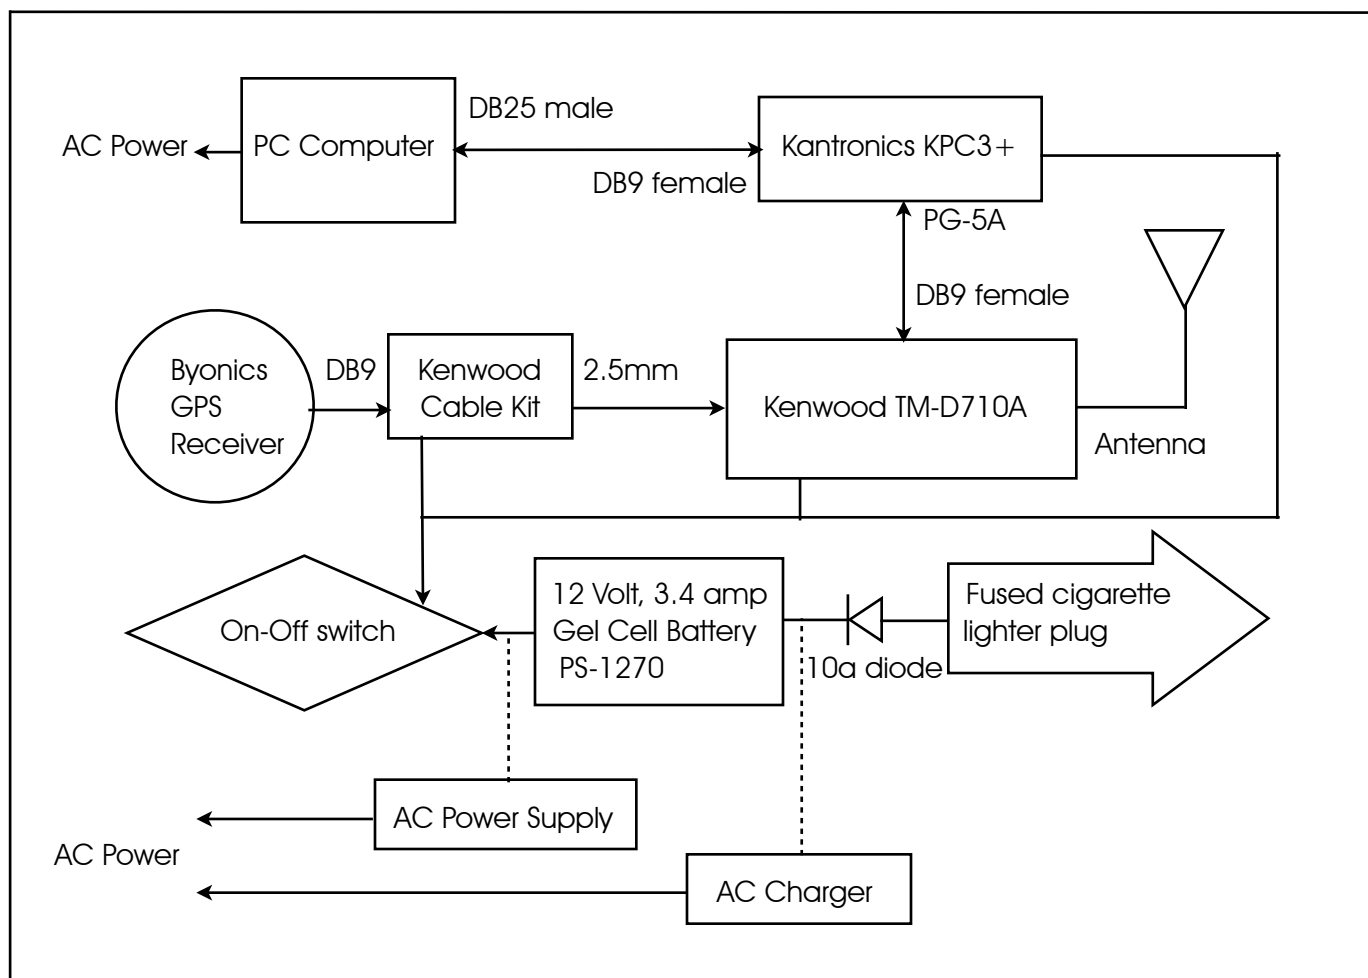 DB25 male
AC Power
PC Computer
Kantronics KPC3+
DB9 female
PG-5A
DB9 female
Byonics
GPS
Receiver
DB9
Kenwood
Cable Kit
2.5mm
Kenwood TM-D710A
Antenna
On-Off switch
12 Volt, 3.4 amp
Gel Cell Battery
PS-1270
10a diode
Fused cigarette
lighter plug
AC Power Supply
AC Power
AC Charger